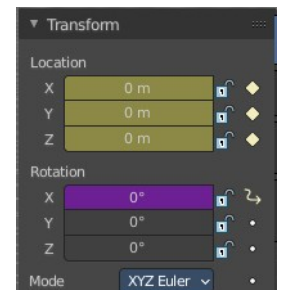 Transform
Location
X 0 m
Y 0 m
Z 0 m
Rotation
X 0°
Y 0°
Z 0°
Mode XYZ Euler